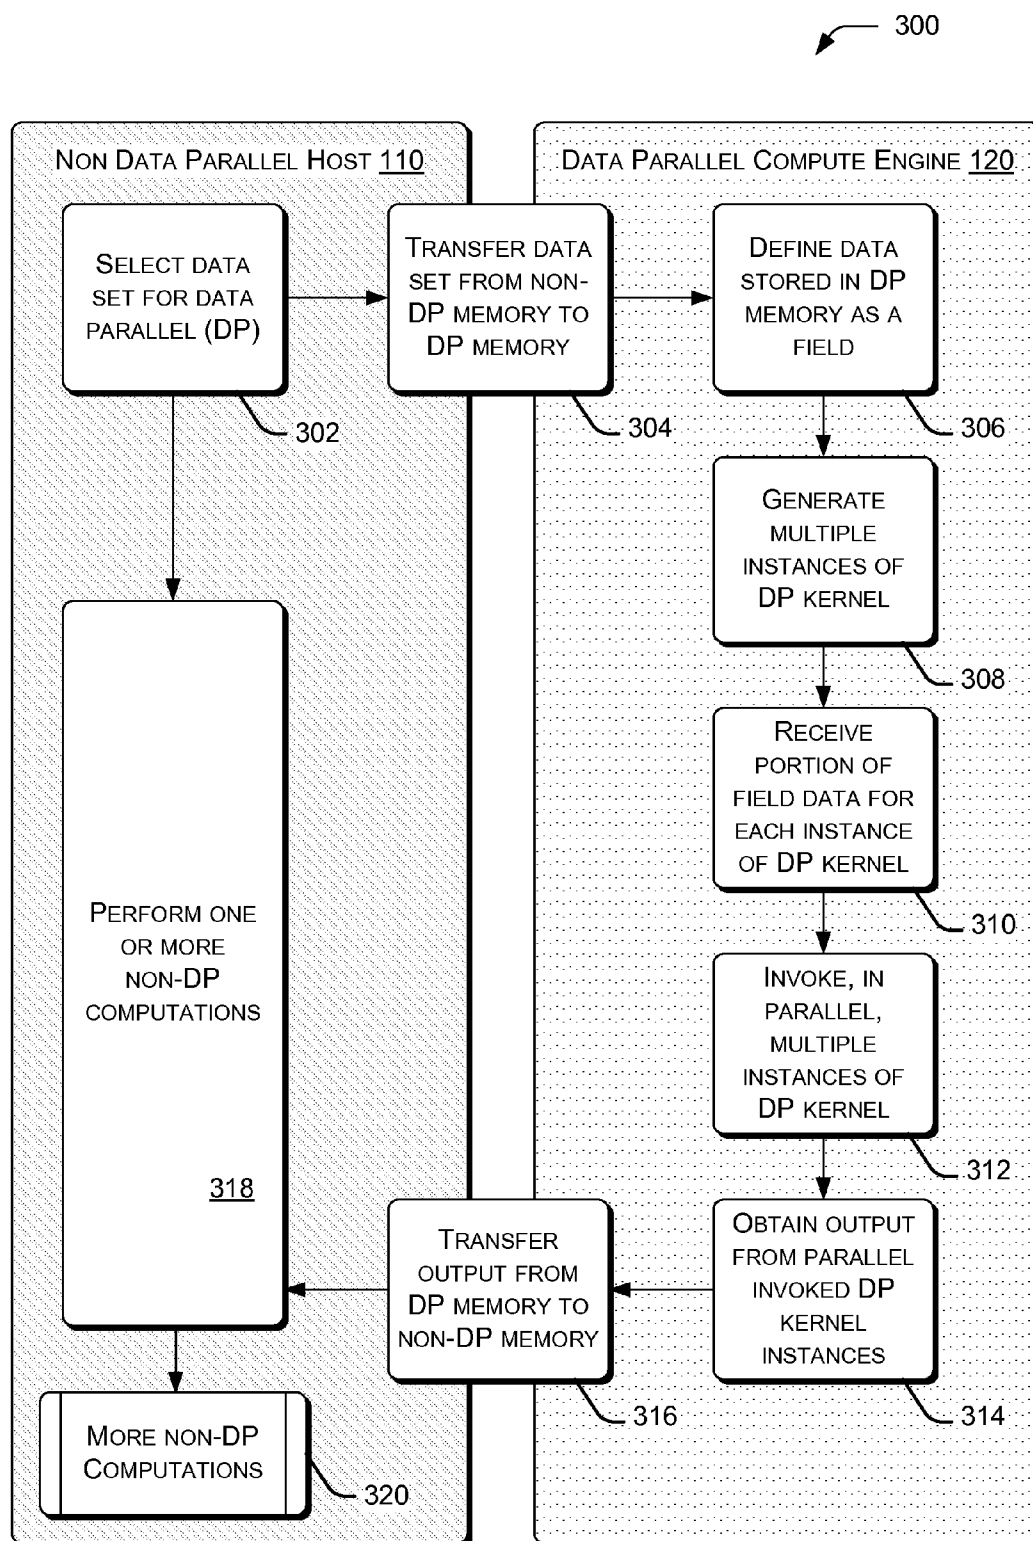 300
NON DATA PARALLEL HOST 110
DATA PARALLEL COMPUTE ENGINE 120
SELECT DATA
SET FOR DATA
PARALLEL (DP)
302
TRANSFER DATA
SET FROM NON-
DP MEMORY TO
DP MEMORY
304
DEFINE DATA
STORED IN DP
MEMORY AS A
FIELD
306
GENERATE
MULTIPLE
INSTANCES OF
DP KERNEL
308
RECEIVE
PORTION OF
FIELD DATA FOR
EACH INSTANCE
OF DP KERNEL
310
INVOKE, IN
PARALLEL,
MULTIPLE
INSTANCES OF
DP KERNEL
312
OBTAIN OUTPUT
FROM PARALLEL
INVOKED DP
KERNEL
INSTANCES
314
TRANSFER
OUTPUT FROM
DP MEMORY TO
NON-DP MEMORY
316
PERFORM ONE
OR MORE
NON-DP
COMPUTATIONS
318
MORE NON-DP
COMPUTATIONS
320